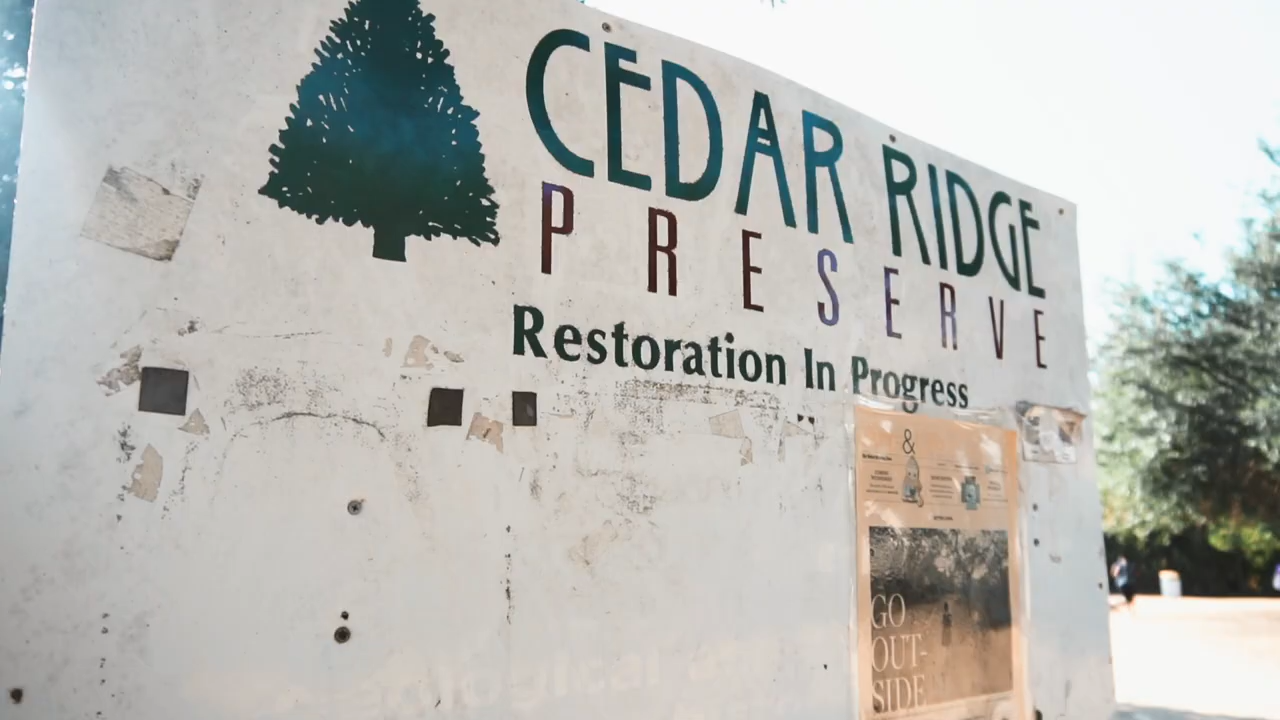 CEDAR RIDGE
PRESERVE
Restoration In Progress
&
GO
OUT-
SIDE